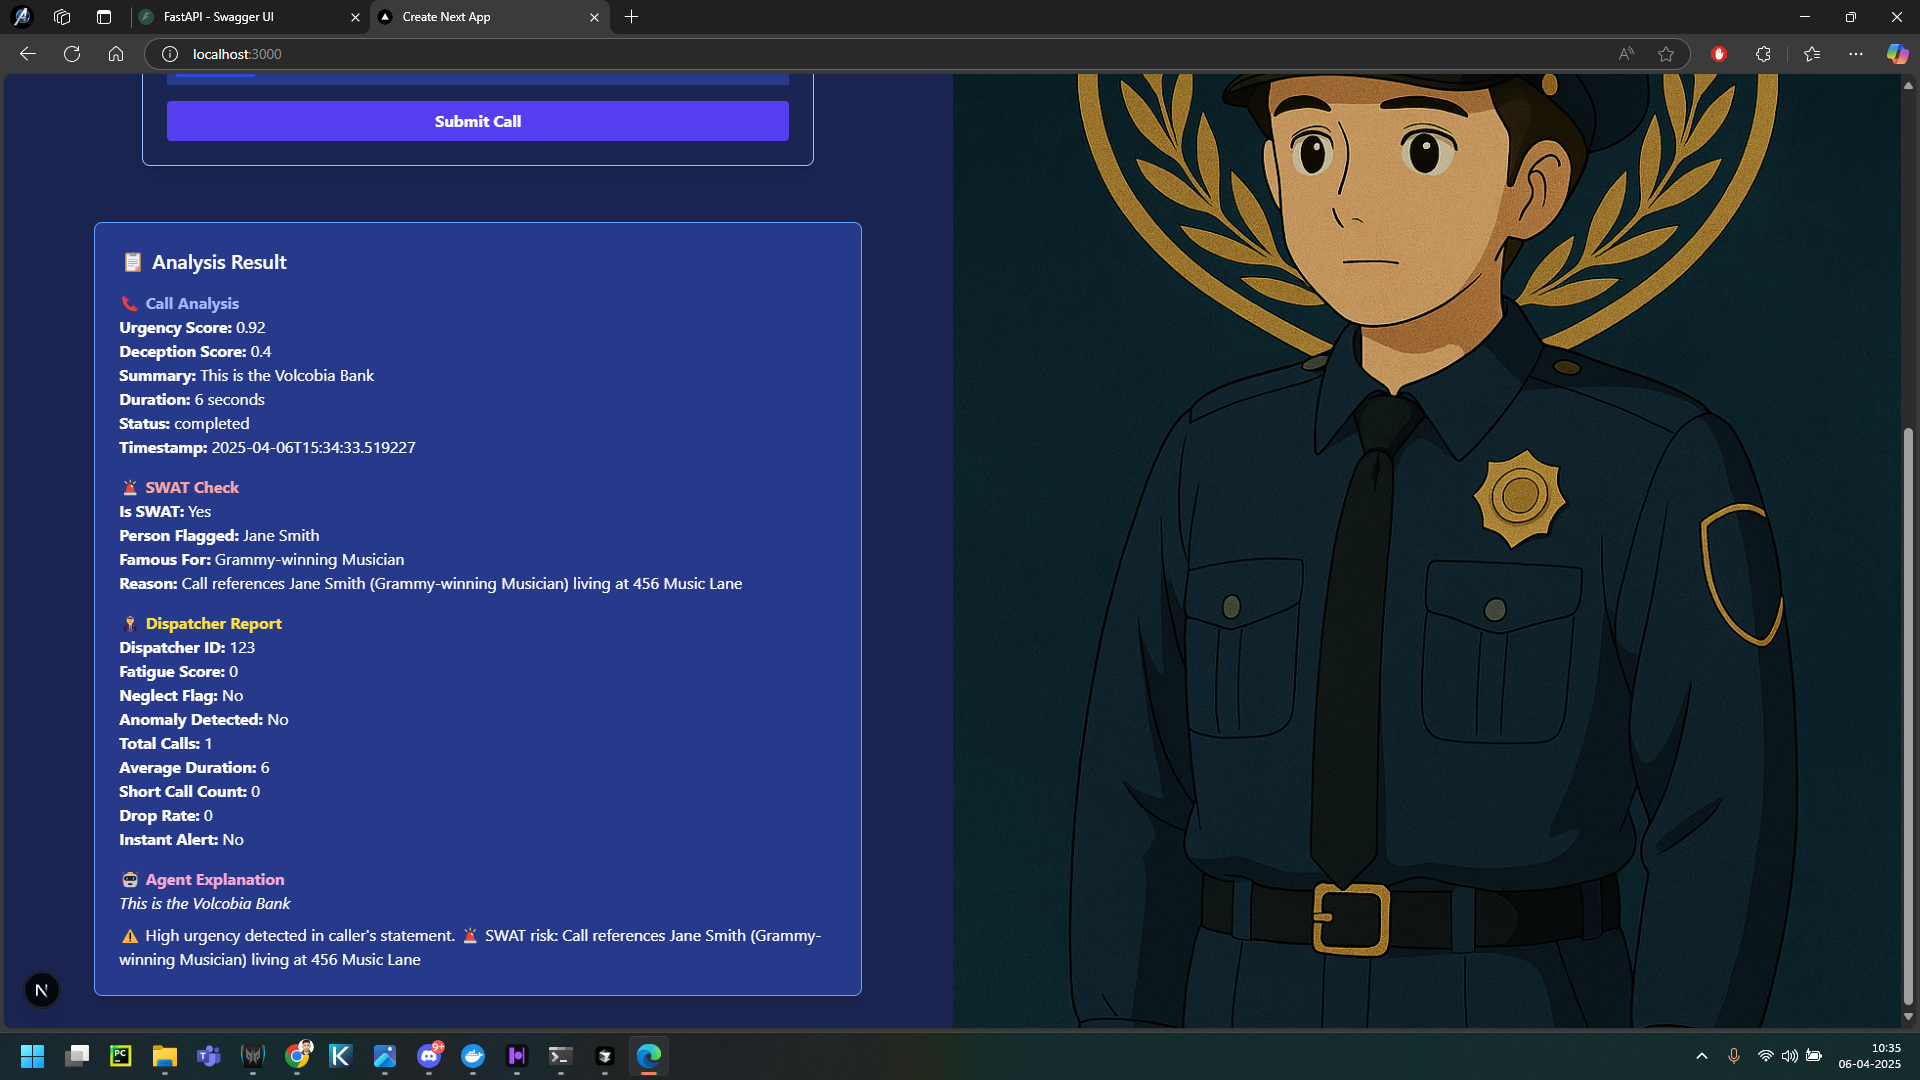 FastAPI - Swagger UI
Create Next App
localhost:3000
Submit Call
Analysis Result
Call Analysis
Urgency Score: 0.92
Deception Score: 0.4
Summary: This is the Volcobia Bank
Duration: 6 seconds
Status: completed
Timestamp: 2025-04-06T15:34:33.519227
SWAT Check
Is SWAT: Yes
Person Flagged: Jane Smith
Famous For: Grammy-winning Musician
Reason: Call references Jane Smith (Grammy-winning Musician) living at 456 Music Lane
Dispatcher Report
Dispatcher ID: 123
Fatigue Score: 0
Neglect Flag: No
Anomaly Detected: No
Total Calls: 1
Average Duration: 6
Short Call Count: 0
Drop Rate: 0
Instant Alert: No
Agent Explanation
This is the Volcobia Bank
High urgency detected in caller's statement. SWAT risk: Call references Jane Smith (Grammy-
winning Musician) living at 456 Music Lane
N
PC
9+
10:35
06-04-2025